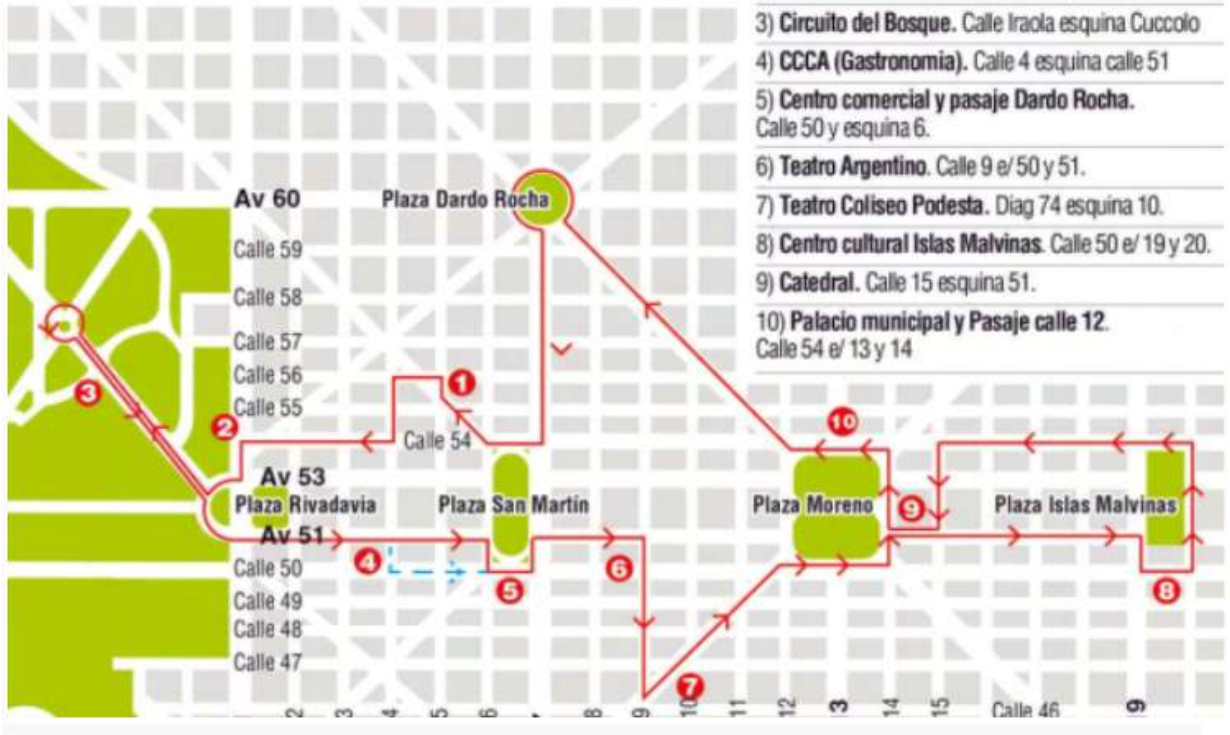 3) Circuito del Bosque. Calle Iraola esquina Cuccolo
4) CCCA (Gastronomia). Calle 4 esquina calle 51
5) Centro comercial y pasaje Dardo Rocha.
Calle 50 y esquina 6.
6) Teatro Argentino. Calle 9 e/ 50 y 51.
7) Teatro Coliseo Podesta. Diag 74 esquina 10.
8) Centro cultural Islas Malvinas. Calle 50 e/ 19 y 20.
9) Catedral. Calle 15 esquina 51.
10) Palacio municipal y Pasaje calle 12.
Calle 54 e/ 13 y 14
Av 60
Plaza Dardo Rocha
Calle 59
Calle 58
Calle 57
Calle 56
Calle 55
Calle 54
Av 53
Plaza Rivadavia
Plaza San Martín
Plaza Moreno
Plaza Islas Malvinas
Av 51
Calle 50
Calle 49
Calle 48
Calle 47
Calle 46
1
2
3
4
5
6
7
8
9
10
2
3
4
5
6
8
9
10
11
12
13
14
15